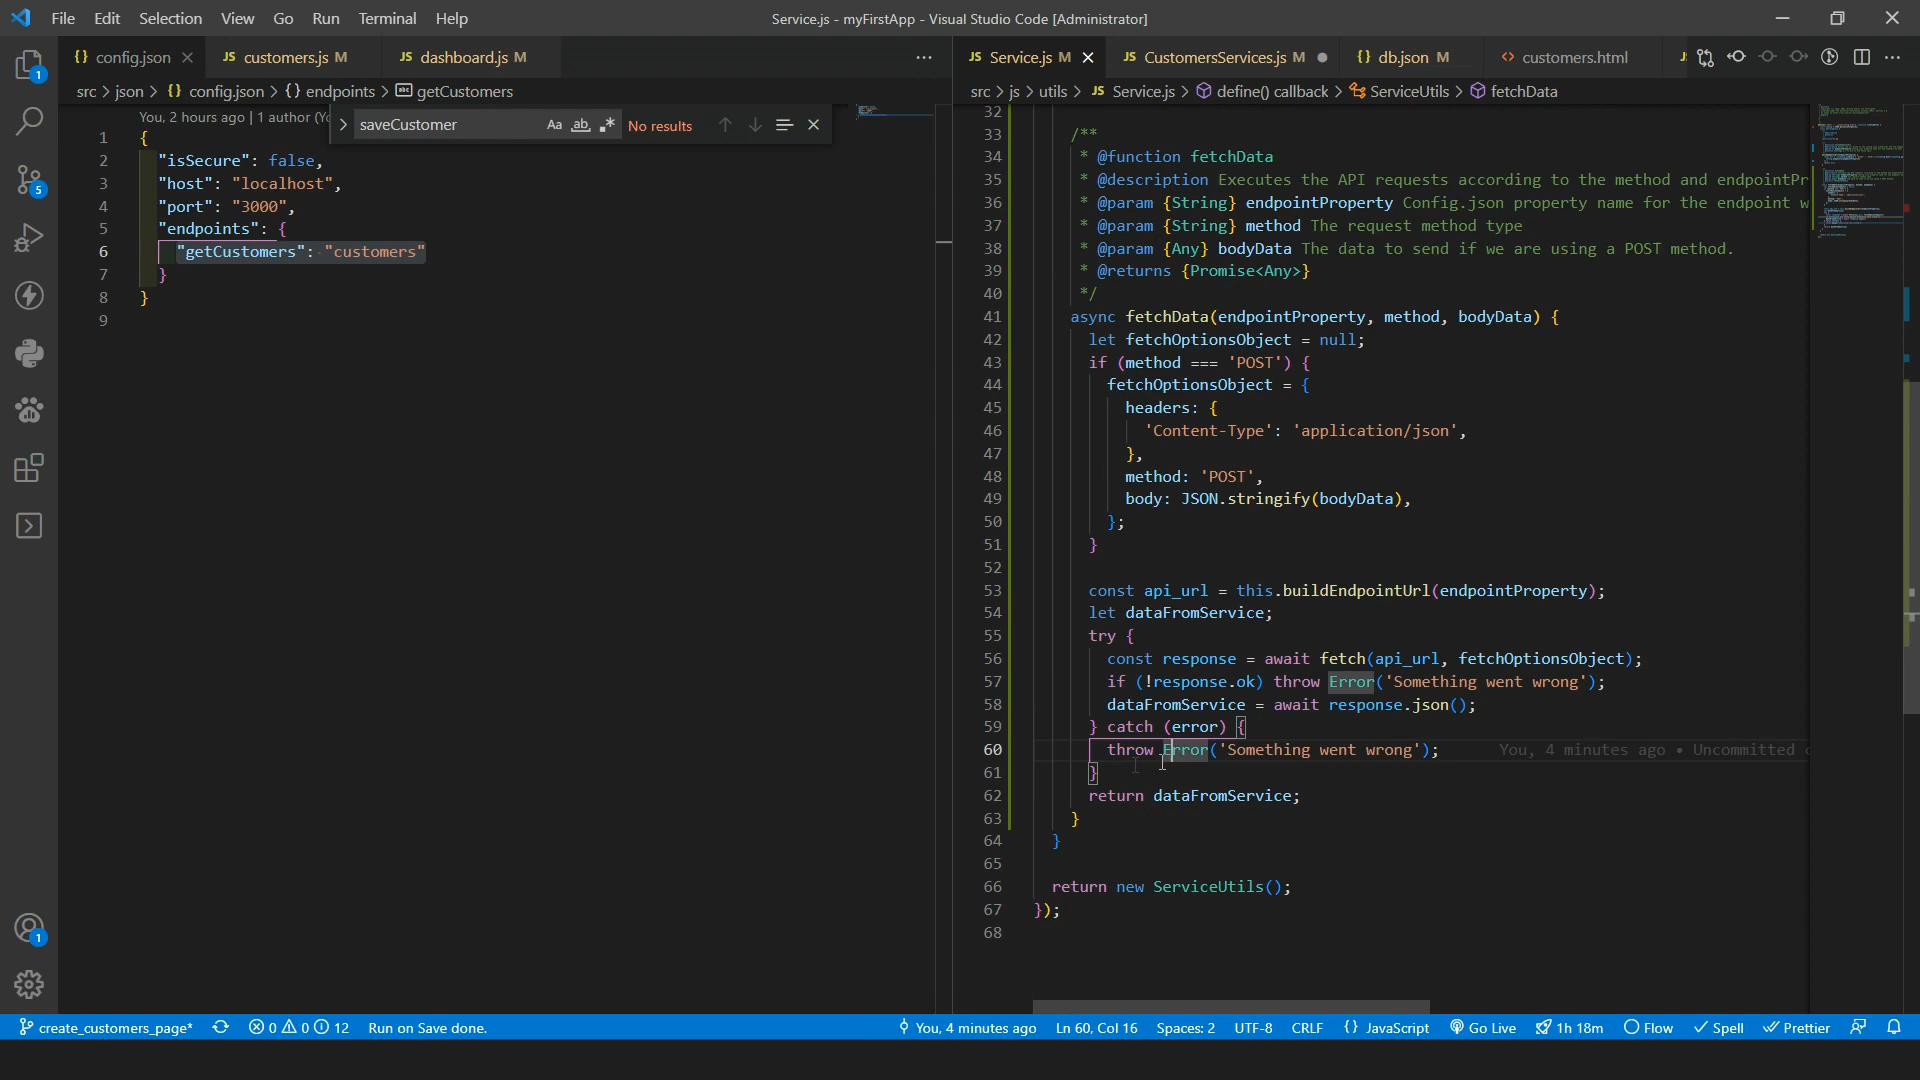 File Edit Selection View Go Run Terminal Help
Service.js - myFirstApp - Visual Studio Code [Administrator]
{} config.json
JS customers.js M
JS dashboard.js M
JS Service.js M
JS CustomersServices.js M
{} db.json M
<> customers.html
src > json > {} config.json > {} endpoints > getCustomers
src > js > utils > JS Service.js > define() callback > ServiceUtils > fetchData
You, 2 hours ago | 1 author
saveCustomer
Aa ab No results
1 {
2 "isSecure": false,
3 "host": "localhost",
4 "port": "3000",
5 "endpoints": {
6 "getCustomers": "customers"
7 }
8 }
9
32
33 /**
34 * @function fetchData
35 * @description Executes the API requests according to the method and endpointPr
36 * @param {String} endpointProperty Config.json property name for the endpoint w
37 * @param {String} method The request method type
38 * @param {Any} bodyData The data to send if we are using a POST method.
39 * @returns {Promise<Any>}
40 */
41 async fetchData(endpointProperty, method, bodyData) {
42 let fetchOptionsObject = null;
43 if (method === 'POST') {
44 fetchOptionsObject = {
45 headers: {
46 'Content-Type': 'application/json',
47 },
48 method: 'POST',
49 body: JSON.stringify(bodyData),
50 };
51 }
52
53 const api_url = this.buildEndpointUrl(endpointProperty);
54 let dataFromService;
55 try {
56 const response = await fetch(api_url, fetchOptionsObject);
57 if (!response.ok) throw Error('Something went wrong');
58 dataFromService = await response.json();
59 } catch (error) {
60 throw Error('Something went wrong'); You, 4 minutes ago • Uncommitted
61 }
62 return dataFromService;
63 }
64 }
65
66 return new ServiceUtils();
67 });
68
1
5
1
create_customers_page* 0 0 12 Run on Save done.
You, 4 minutes ago Ln 60, Col 16 Spaces: 2 UTF-8 CRLF {} JavaScript Go Live 1h 18m Flow Spell Prettier